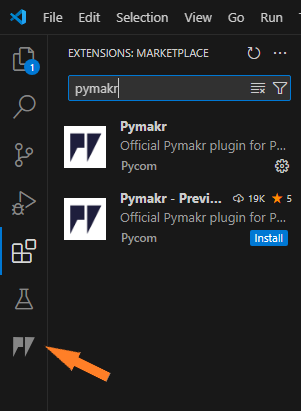 File Edit Selection View Go Run
EXTENSIONS: MARKETPLACE
1
pymakr
Pymakr
Official Pymakr plugin for P...
Pycom
Pymakr - Previ... 19K 5
Official Pymakr plugin for P...
Pycom Install